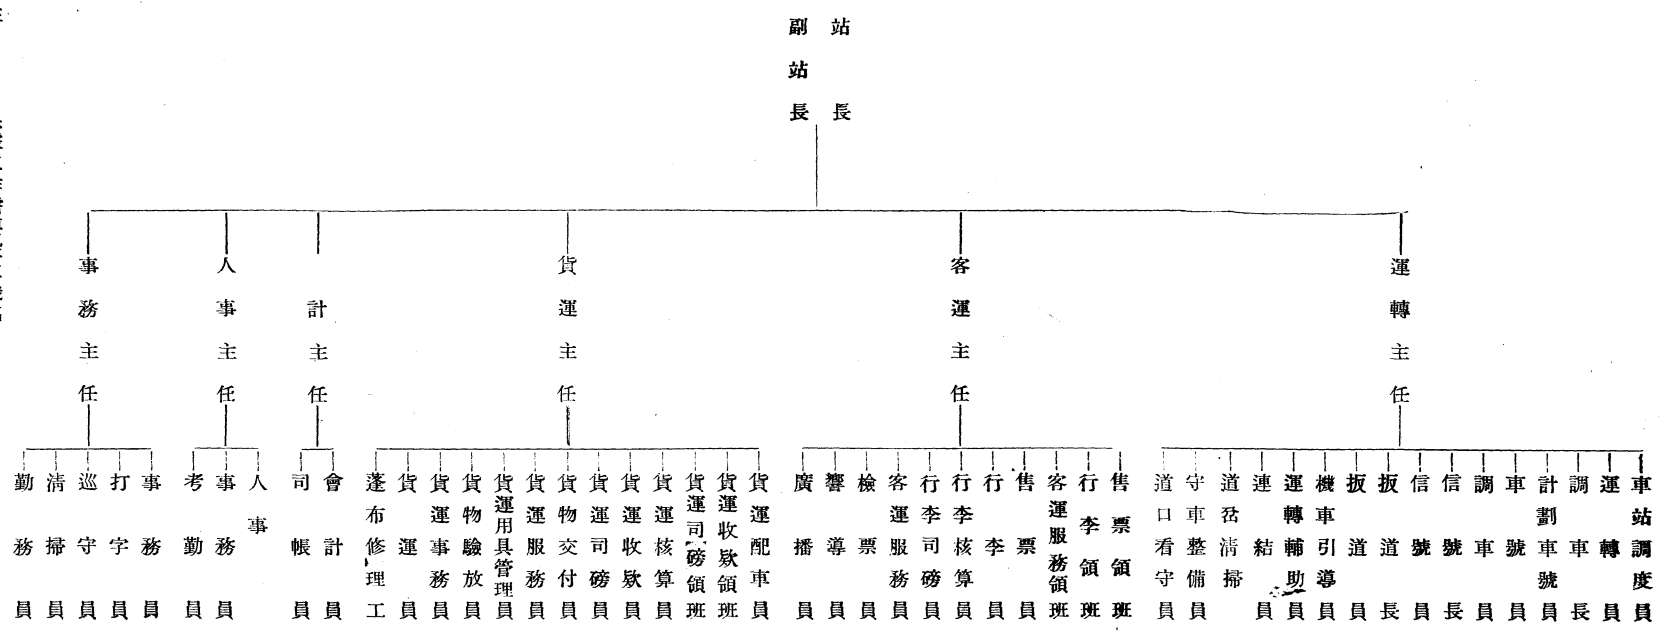 站長
副站長
運轉主任
客運主任
貨運主任
計主任
人事主任
事務主任
車站調度員
運轉員
調車長
計劃車號員
車號員
調車員
信號長
信號員
扳道長
扳道員
機車引導員
運轉輔助員
連結員
道岔清掃
守車整備員
道口看守員
售票領班
行李領班
客運服務領班
售票員
行李員
行李核算員
行李司磅員
客運服務員
檢票員
響導員
廣播員
貨運配車員
貨運收欵領班
貨運司磅領班
貨運核算員
貨運收欵員
貨運司磅員
貨物交付員
貨運服務員
貨運用具管理員
貨物驗放員
貨運事務員
貨運員
蓬布修理工
會計員
司帳員
人事
事務員
考勤員
事務員
打字員
巡守員
清掃員
勤務員